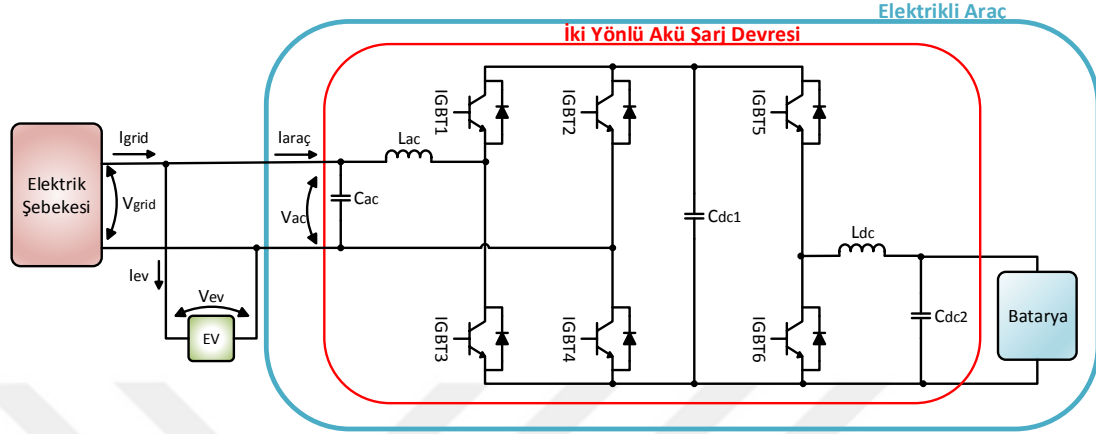 Elektrikli Araç
İki Yönlü Akü Şarj Devresi
IGBT1
IGBT2
IGBT5
Igrid
Iaraç
Lac
Elektrik
Şebekesi
Vgrid
Vac
Cac
Cdc1
Ldc
Iev
Vev
EV
IGBT3
IGBT4
IGBT6
Cdc2
Batarya